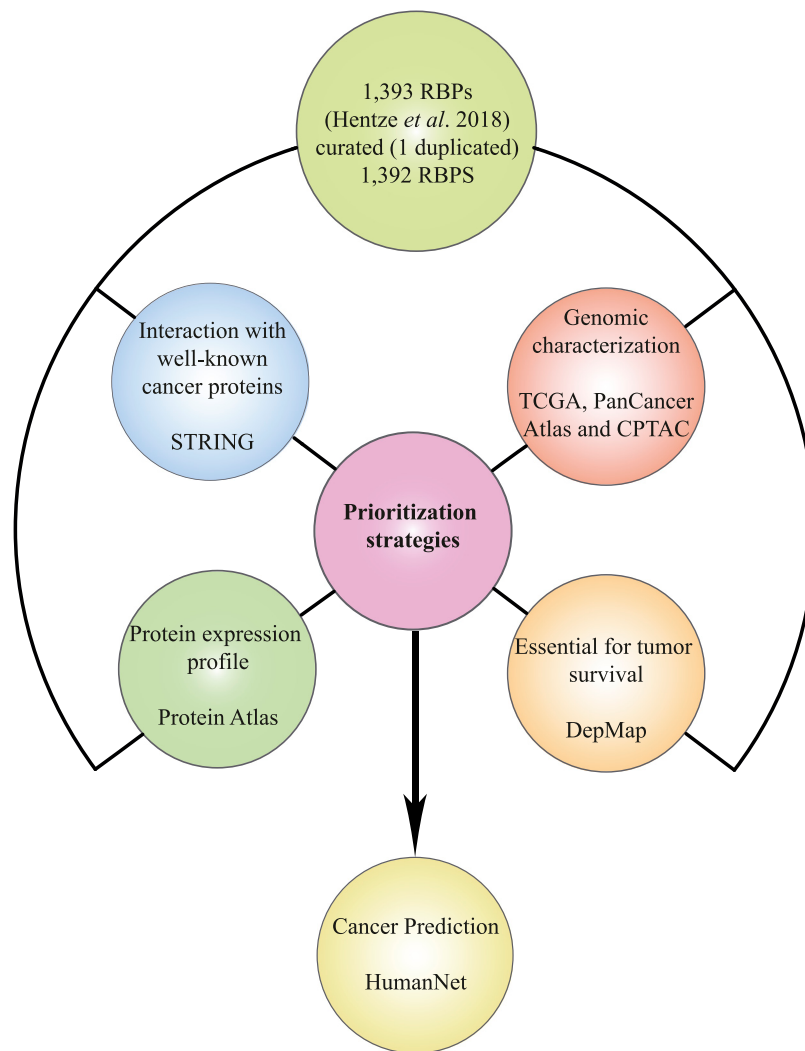 1,393 RBPs
(Hentze et al. 2018)
curated (1 duplicated)
1,392 RBPS
Interaction with
well-known
cancer proteins
STRING
Genomic
characterization
TCGA, PanCancer
Atlas and CPTAC
Prioritization
strategies
Protein expression
profile
Protein Atlas
Essential for tumor
survival
DepMap
Cancer Prediction
HumanNet